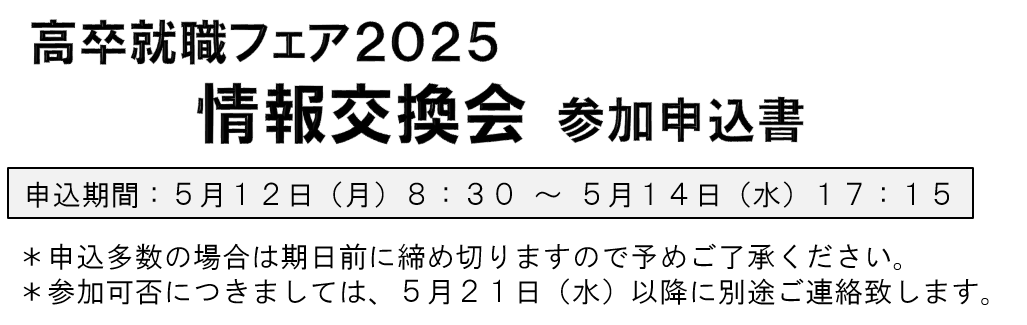 高卒就職フェア２０２５
情報交換会 参加申込書
申込期間：５月１２日（月）８：３０ ～ ５月１４日（水）１７：１５
＊申込多数の場合は期日前に締め切りますので予めご了承ください。
＊参加可否につきましては、５月２１日（水）以降に別途ご連絡致します。